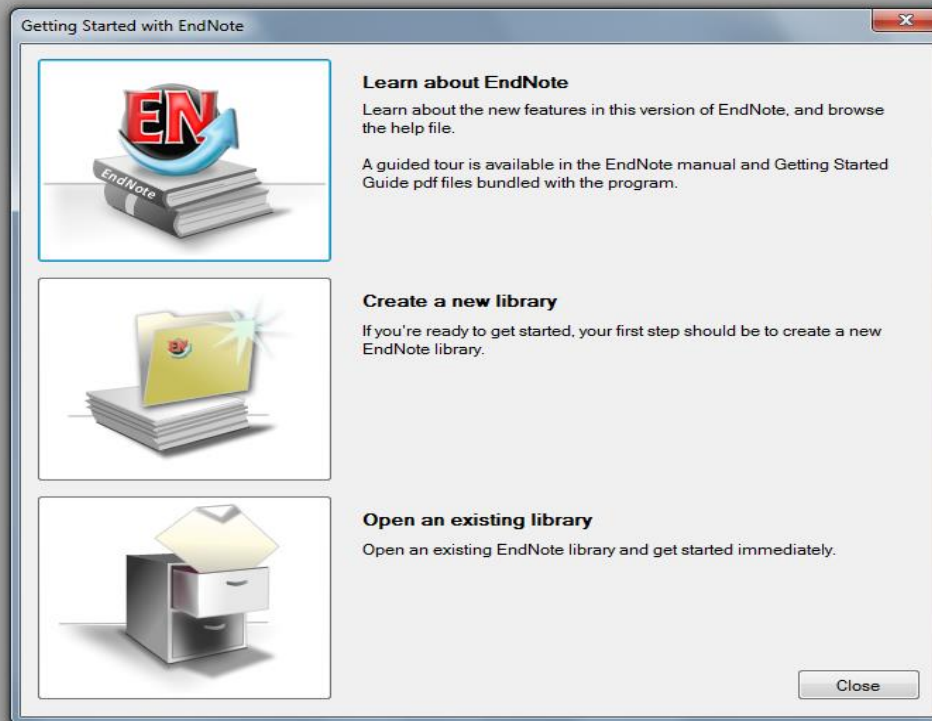 Getting Started with EndNote
EN
EndNote
Learn about EndNote
Learn about the new features in this version of EndNote, and browse
the help file.
A guided tour is available in the EndNote manual and Getting Started
Guide pdf files bundled with the program.
EN
Create a new library
If you're ready to get started, your first step should be to create a new
EndNote library.
Open an existing library
Open an existing EndNote library and get started immediately.
Close